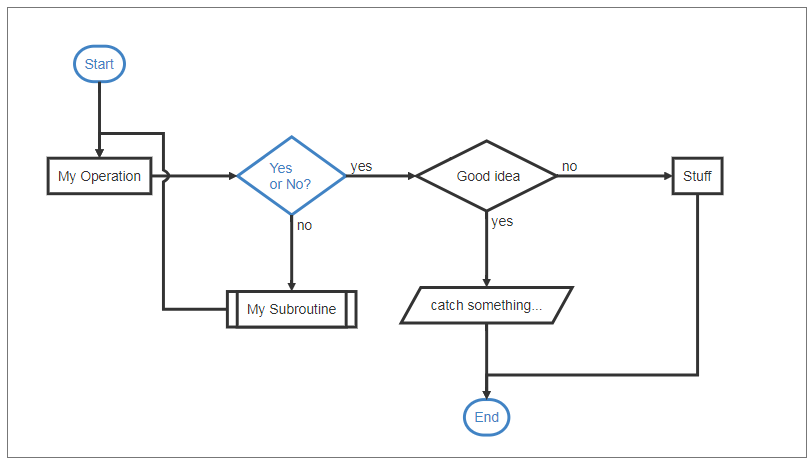 Start
My Operation
Yes
or No?
yes
Good idea
no
Stuff
no
yes
My Subroutine
catch something...
End